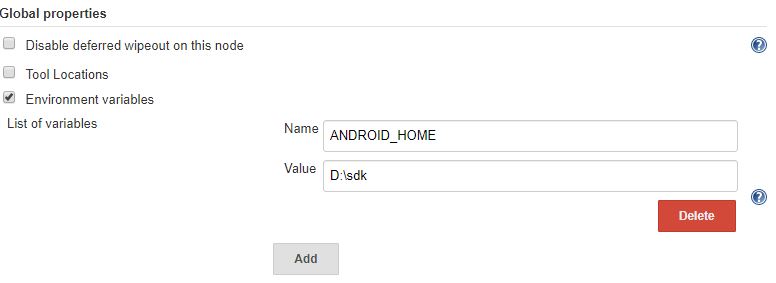 Global properties
Disable deferred wipeout on this node
Tool Locations
Environment variables
List of variables
Name
ANDROID_HOME
Value
D:\sdk
Delete
Add